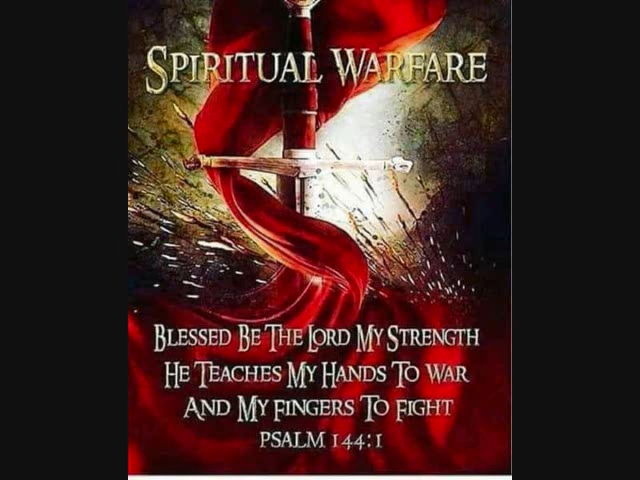 SPIRITUAL WARFARE
BLESSED BE THE LORD MY STRENGTH
HE TEACHES MY HANDS TO WAR
AND MY FINGERS TO FIGHT
PSALM 144:1